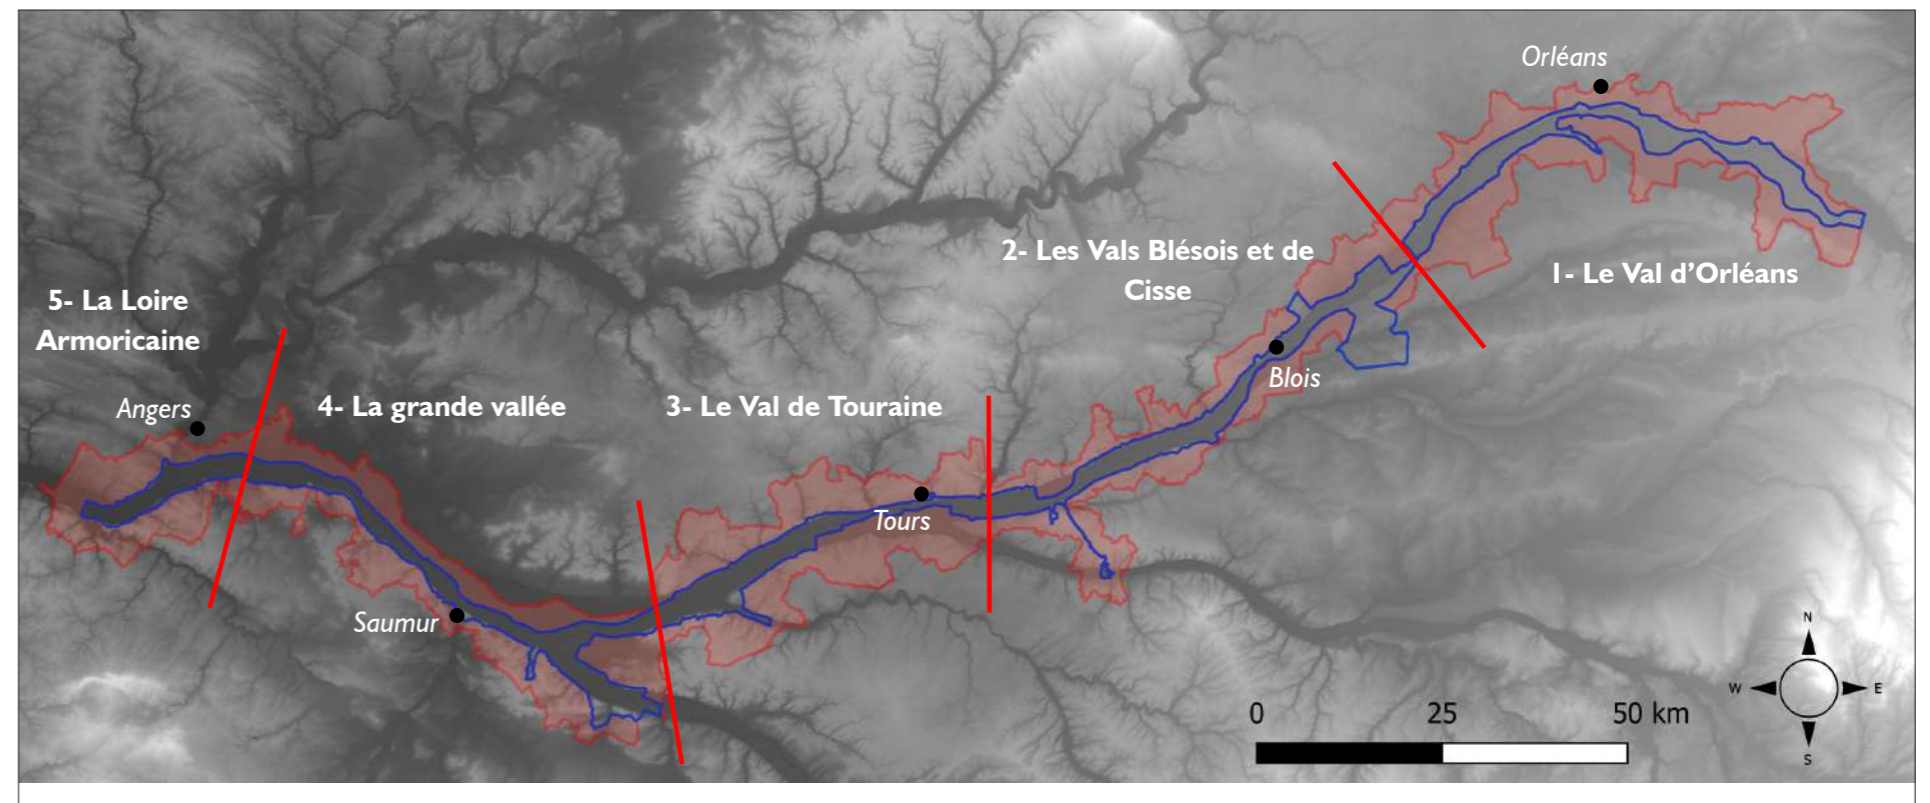 Orléans
2- Les Vals Blésois et de
Cisse
1- Le Val d'Orléans
5- La Loire
Armoricaine
Blois
Angers
4- La grande vallée
3- Le Val de Touraine
Tours
Saumur
N
W
E
S
0
25
50 km